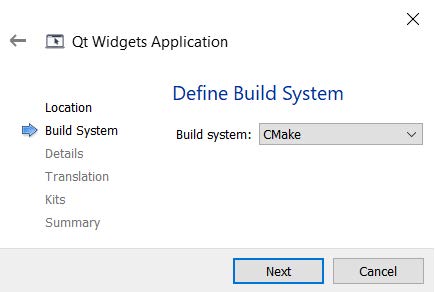 Qt Widgets Application
Define Build System
Location
Build System
Details
Translation
Kits
Summary
Build system: CMake
Next Cancel